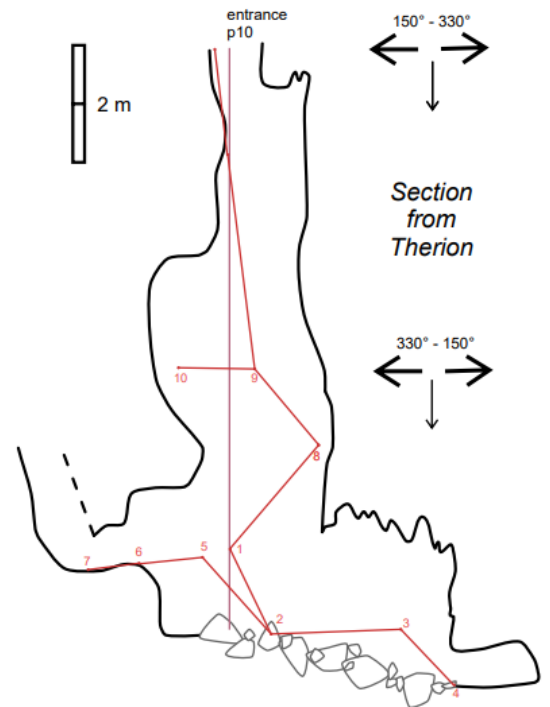 entrance
p10
150° - 330°
2 m
Section
from
Therion
330° - 150°
10
9
8
1
5
6
7
2
3
4